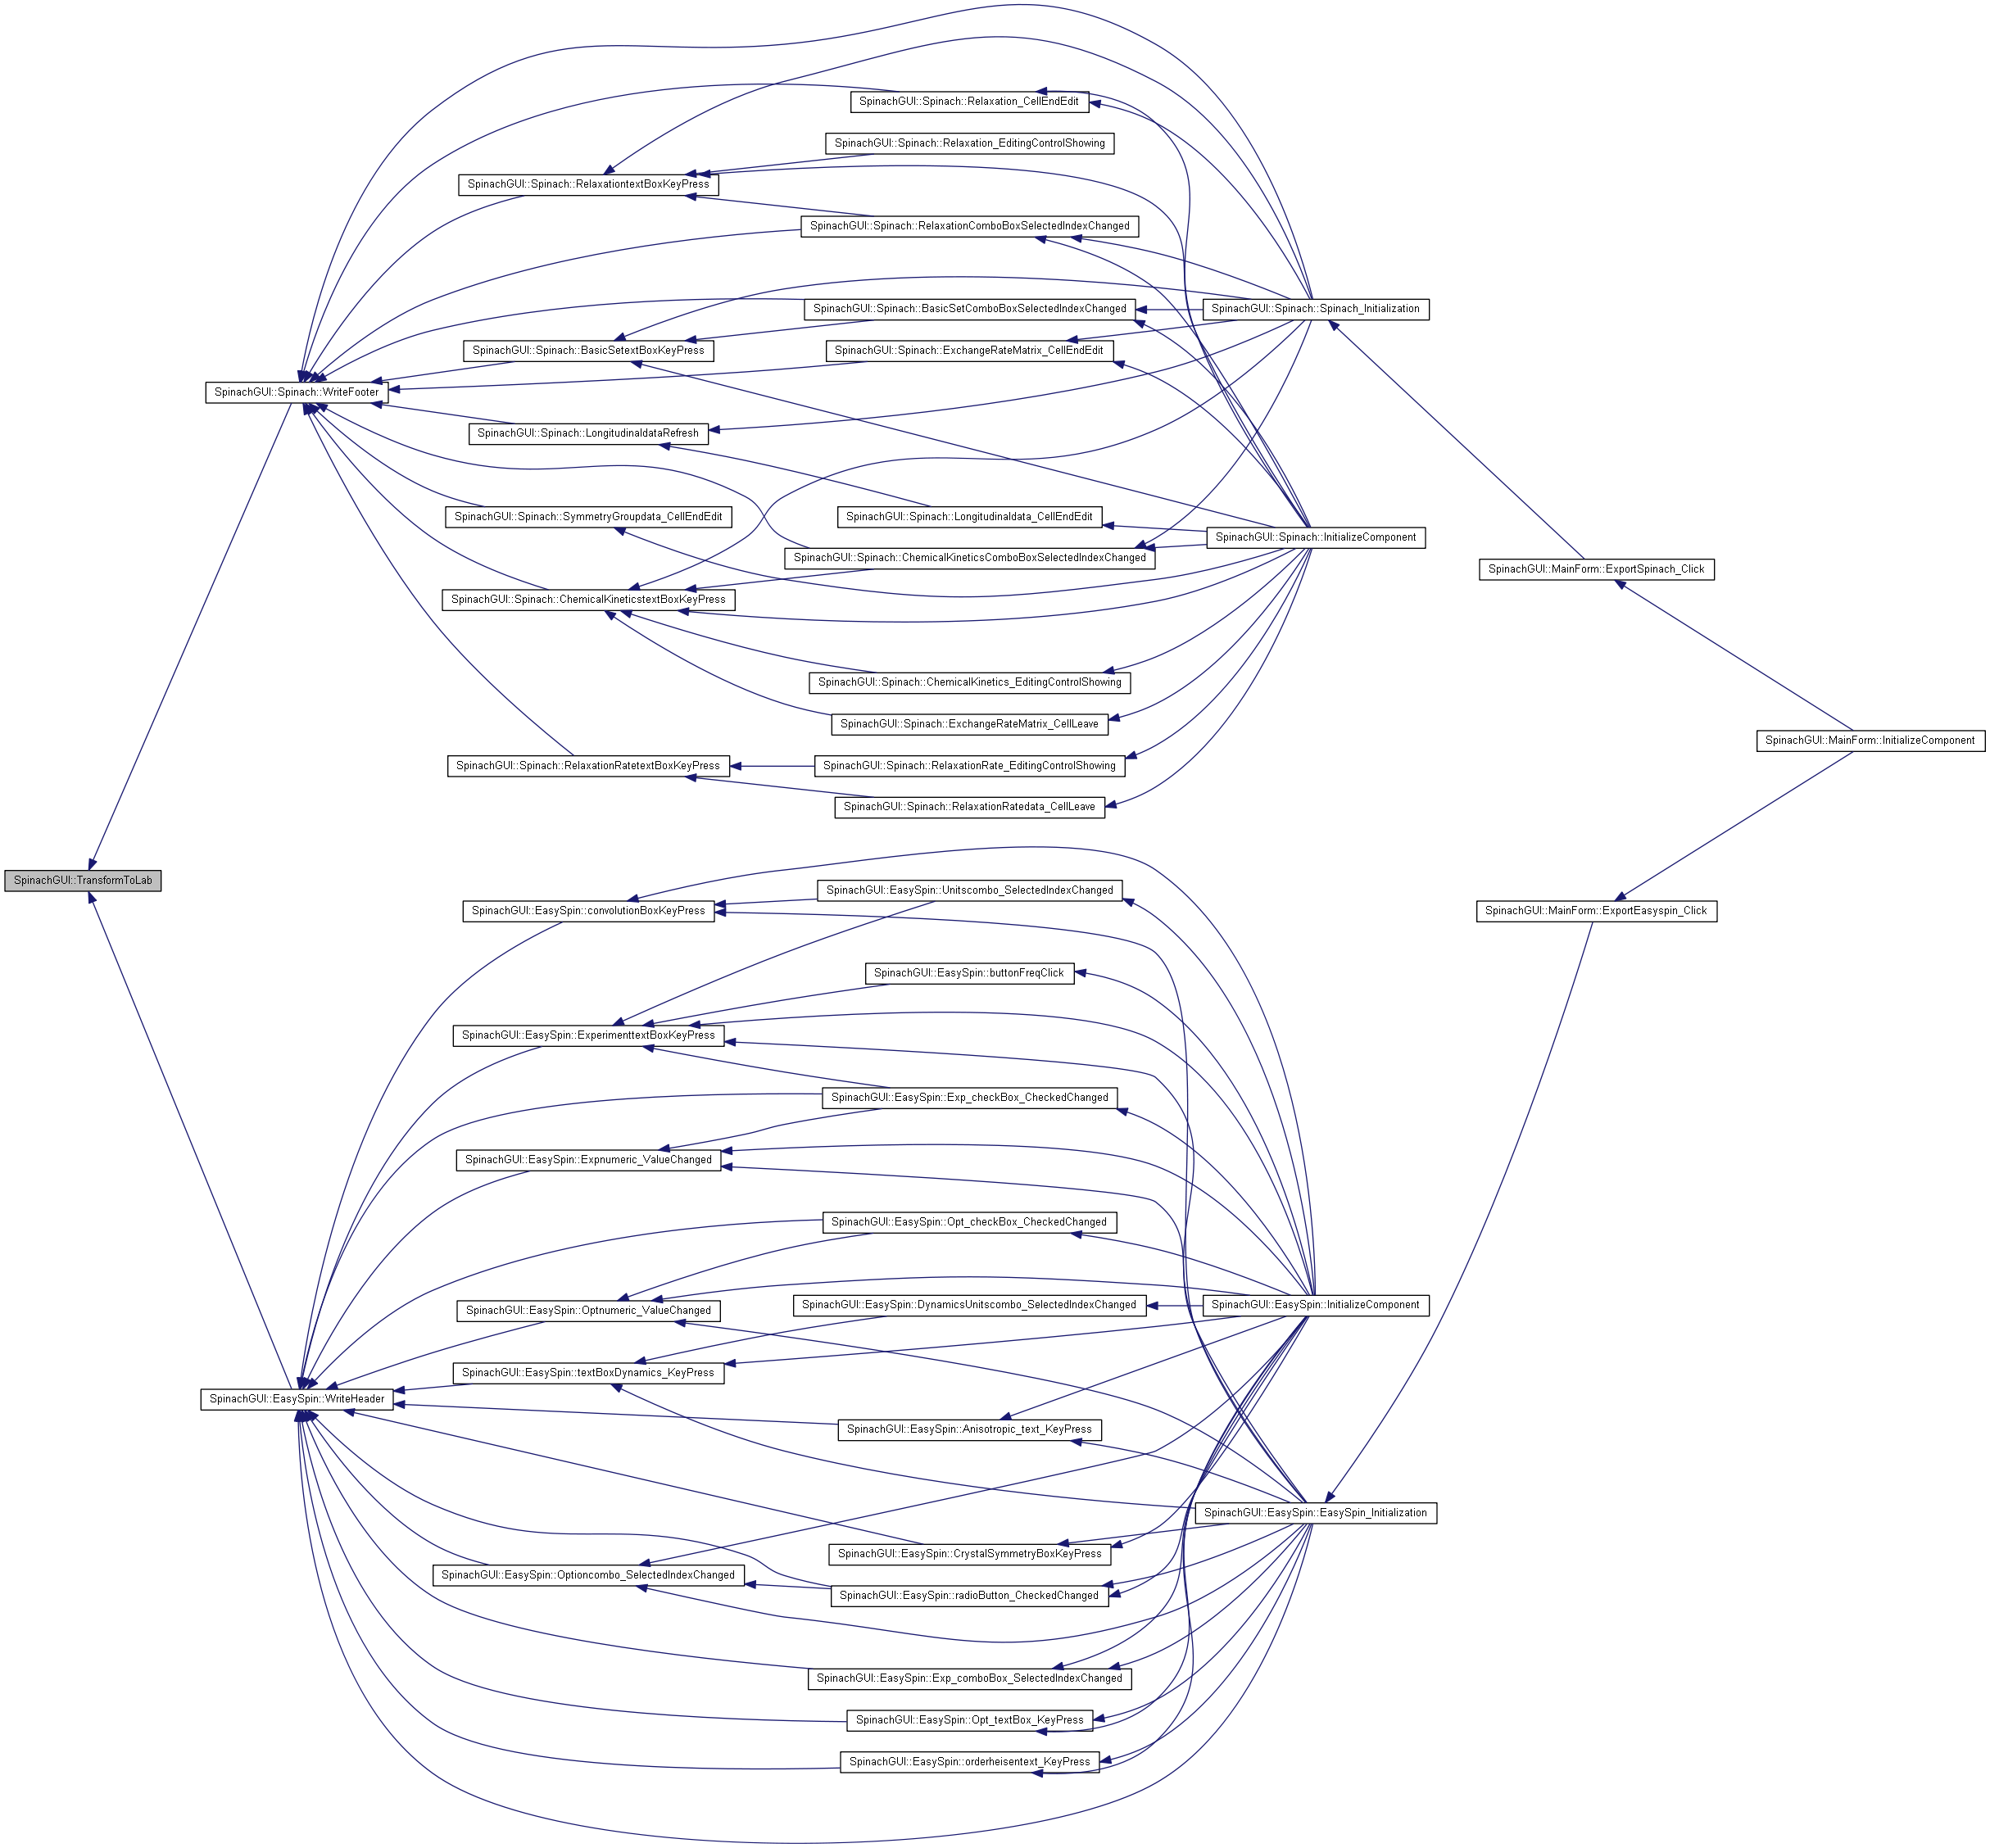 SpinachGUI::Spinach::Relaxation_CellEndEdit
SpinachGUI::Spinach::Relaxation_EditingControlShowing
SpinachGUI::Spinach::RelaxationtextBoxKeyPress
SpinachGUI::Spinach::RelaxationComboBoxSelectedIndexChanged
SpinachGUI::Spinach::BasicSetComboBoxSelectedIndexChanged
SpinachGUI::Spinach::Spinach_Initialization
SpinachGUI::Spinach::BasicSetextBoxKeyPress
SpinachGUI::Spinach::ExchangeRateMatrix_CellEndEdit
SpinachGUI::Spinach::WriteFooter
SpinachGUI::Spinach::LongitudinaldataRefresh
SpinachGUI::Spinach::SymmetryGroupdata_CellEndEdit
SpinachGUI::Spinach::Longitudinaldata_CellEndEdit
SpinachGUI::Spinach::InitializeComponent
SpinachGUI::Spinach::ChemicalKineticsComboBoxSelectedIndexChanged
SpinachGUI::MainForm::ExportSpinach_Click
SpinachGUI::Spinach::ChemicalKineticstextBoxKeyPress
SpinachGUI::Spinach::ChemicalKinetics_EditingControlShowing
SpinachGUI::Spinach::ExchangeRateMatrix_CellLeave
SpinachGUI::MainForm::InitializeComponent
SpinachGUI::Spinach::RelaxationRatetextBoxKeyPress
SpinachGUI::Spinach::RelaxationRate_EditingControlShowing
SpinachGUI::Spinach::RelaxationRatedata_CellLeave
SpinachGUI::TransformToLab
SpinachGUI::EasySpin::Unitscombo_SelectedIndexChanged
SpinachGUI::EasySpin::convolutionBoxKeyPress
SpinachGUI::MainForm::ExportEasyspin_Click
SpinachGUI::EasySpin::buttonFreqClick
SpinachGUI::EasySpin::ExperimenttextBoxKeyPress
SpinachGUI::EasySpin::Exp_checkBox_CheckedChanged
SpinachGUI::EasySpin::Expnumeric_ValueChanged
SpinachGUI::EasySpin::Opt_checkBox_CheckedChanged
SpinachGUI::EasySpin::Optnumeric_ValueChanged
SpinachGUI::EasySpin::DynamicsUnitscombo_SelectedIndexChanged
SpinachGUI::EasySpin::InitializeComponent
SpinachGUI::EasySpin::textBoxDynamics_KeyPress
SpinachGUI::EasySpin::WriteHeader
SpinachGUI::EasySpin::Anisotropic_text_KeyPress
SpinachGUI::EasySpin::EasySpin_Initialization
SpinachGUI::EasySpin::CrystalSymmetryBoxKeyPress
SpinachGUI::EasySpin::Optioncombo_SelectedIndexChanged
SpinachGUI::EasySpin::radioButton_CheckedChanged
SpinachGUI::EasySpin::Exp_comboBox_SelectedIndexChanged
SpinachGUI::EasySpin::Opt_textBox_KeyPress
SpinachGUI::EasySpin::orderheisentext_KeyPress